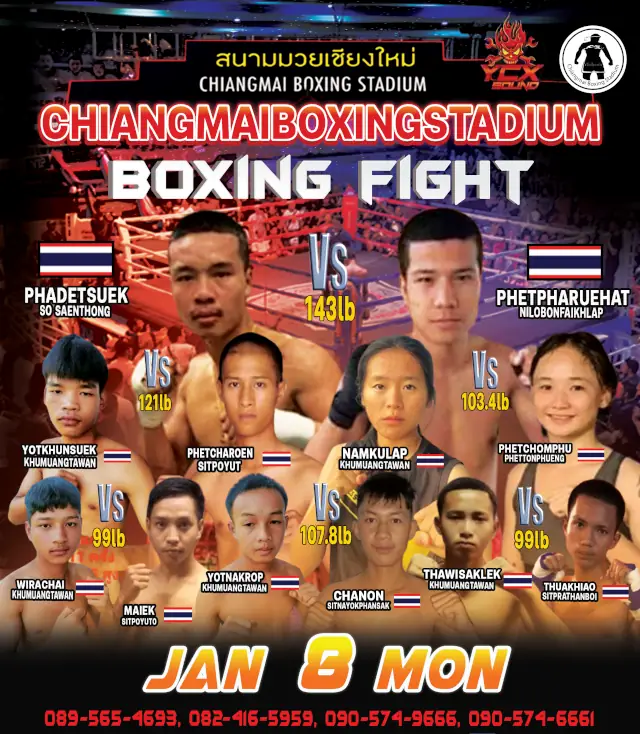 สนามมวยเชียงใหม่
CHIANGMAI BOXING STADIUM
YCX
SOUND
Chiangmai Boxing Stadium
CHIANGMAIBOXINGSTADIUM
BOXING FIGHT
PHADETSUEK
SO SAENTHONG
Vs
143lb
PHETPHARUEHAT
NILOBONFAIKHLAP
YOTKHUNSUEK
KHUMUANGTAWAN
Vs
121lb
PHETCHAROEN
SITPOYUT
NAMKULAP
KHUMUANGTAWAN
Vs
103.4lb
PHETCHOMPHU
PHETTONPHUENG
WIRACHAI
KHUMUANGTAWAN
Vs
99lb
MAIEK
SITPOYUTO
YOTNAKROP
KHUMUANGTAWAN
Vs
107.8lb
CHANON
SITNAYOKPHANSAK
THAWISAKLEK
KHUMUANGTAWAN
Vs
99lb
THUAKHIAO
SITPRATHANBOI
JAN 8 MON
089-565-4693, 082-416-5959, 090-574-9666, 090-574-6661